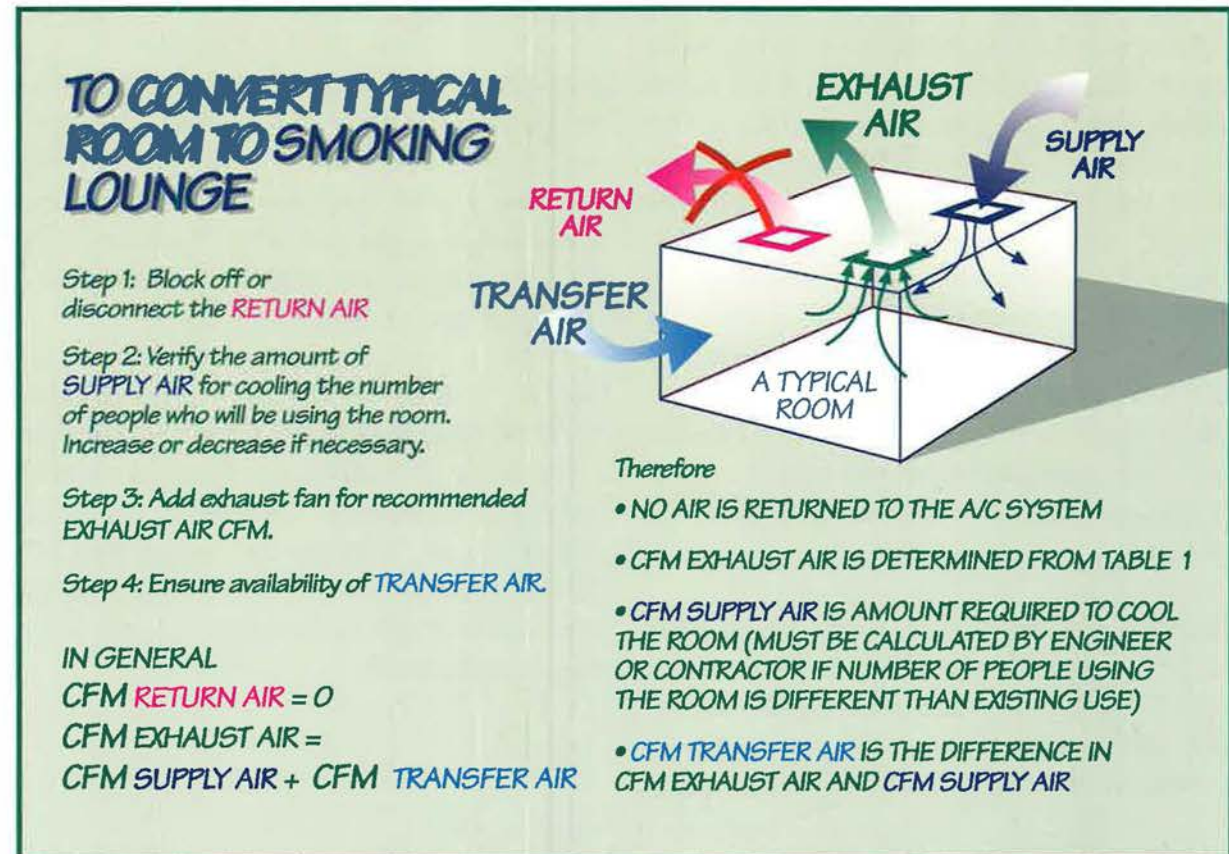 TO CONVERT TYPICAL
ROOM TO SMOKING
LOUNGE
Step 1: Block off or
disconnect the RETURN AIR
Step 2: Verify the amount of
SUPPLY AIR for cooling the number
of people who will be using the room.
Increase or decrease if necessary.
Step 3: Add exhaust fan for recommended
EXHAUST AIR CFM.
Step 4: Ensure availability of TRANSFER AIR.
IN GENERAL
CFM RETURN AIR = 0
CFM EXHAUST AIR =
CFM SUPPLY AIR + CFM TRANSFER AIR
EXHAUST
AIR
SUPPLY
AIR
RETURN
AIR
TRANSFER
AIR
A TYPICAL
ROOM
Therefore
• NO AIR IS RETURNED TO THE A/C SYSTEM
• CFM EXHAUST AIR IS DETERMINED FROM TABLE 1
• CFM SUPPLY AIR IS AMOUNT REQUIRED TO COOL
THE ROOM (MUST BE CALCULATED BY ENGINEER
OR CONTRACTOR IF NUMBER OF PEOPLE USING
THE ROOM IS DIFFERENT THAN EXISTING USE)
• CFM TRANSFER AIR IS THE DIFFERENCE IN
CFM EXHAUST AIR AND CFM SUPPLY AIR